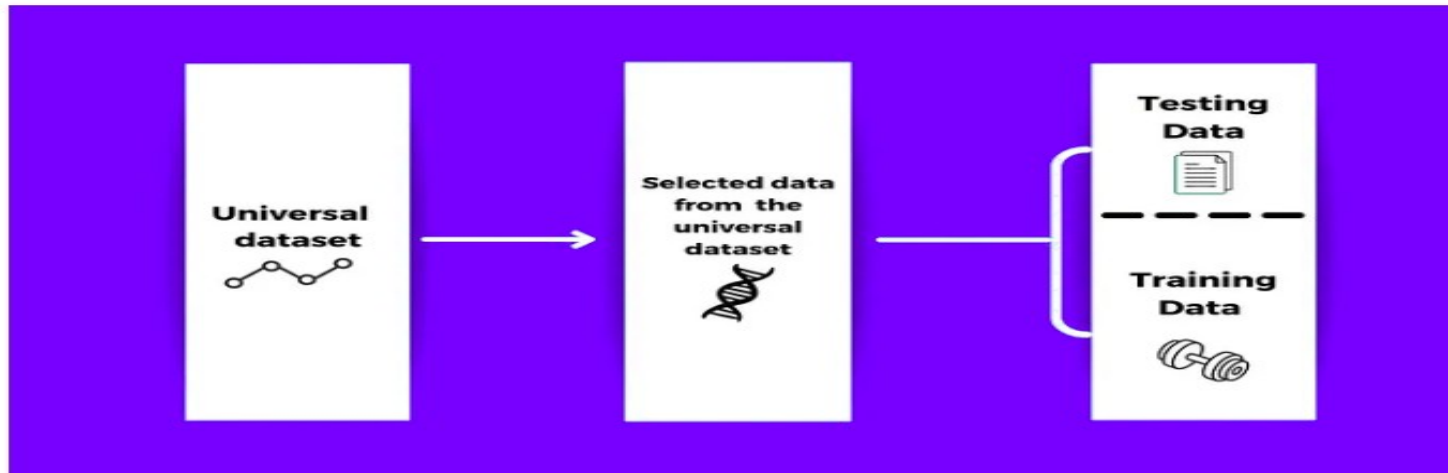 Universal
dataset
Selected data
from the
universal
dataset
Testing
Data
Training
Data